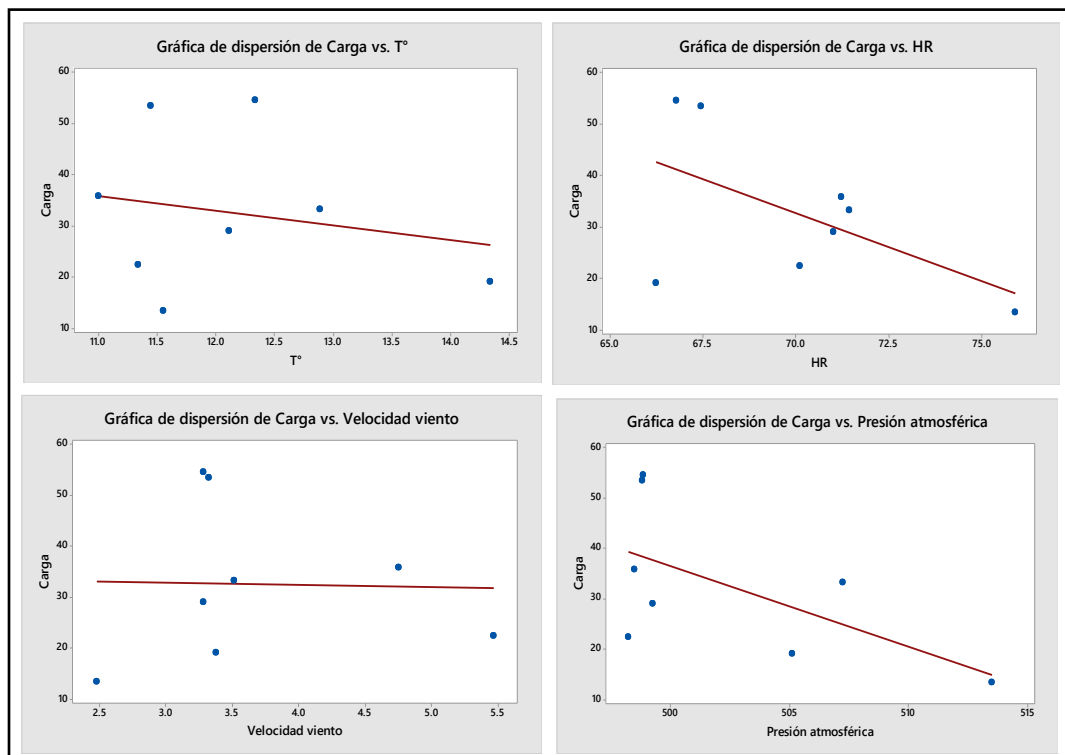 Gráfica de dispersión de Carga vs. T°
60
50
40
30
20
10
Carga
11.0 11.5 12.0 12.5 13.0 13.5 14.0 14.5
T°
Gráfica de dispersión de Carga vs. HR
60
50
40
30
20
10
Carga
65.0 67.5 70.0 72.5 75.0
HR
Gráfica de dispersión de Carga vs. Velocidad viento
60
50
40
30
20
10
Carga
2.5 3.0 3.5 4.0 4.5 5.0 5.5
Velocidad viento
Gráfica de dispersión de Carga vs. Presión atmosférica
60
50
40
30
20
10
Carga
500 505 510 515
Presión atmosférica